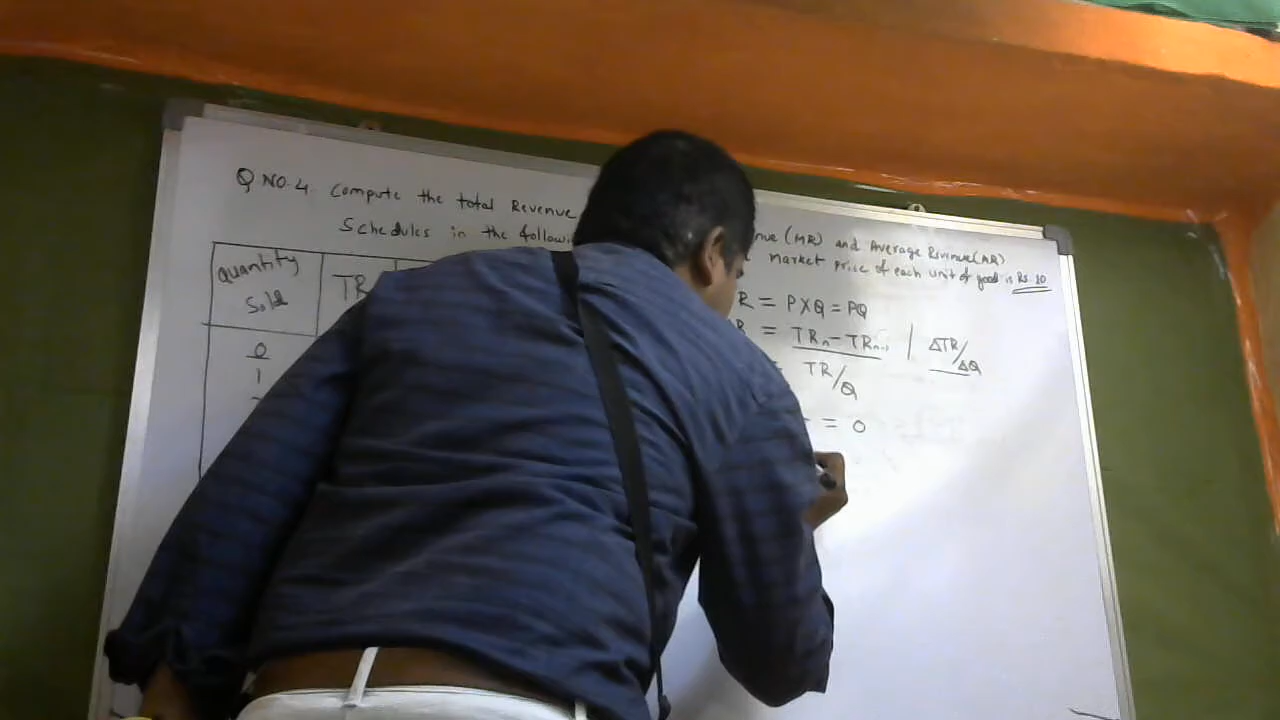 Q NO.4. Compute the total Revenue nue (MR) and Average Revenue(AR)
Schedules in the followi market price of each unit of good is Rs 10
quantity Sold TR
0
1
R = P X Q = PQ
R = TRn - TRn-1 | ΔTR/ΔQ
TR/Q
= 0